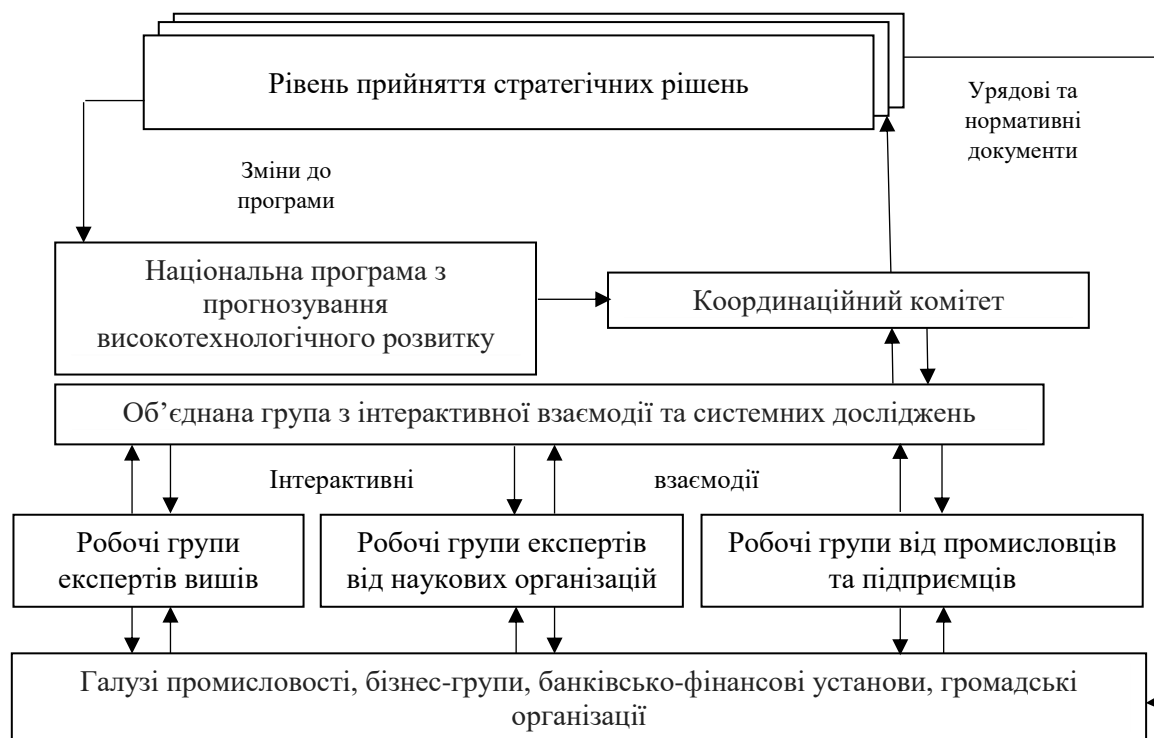 Рівень прийняття стратегічних рішень
Урядові та
нормативні
документи
Зміни до
програми
Національна програма з
прогнозування
високотехнологічного розвитку
Координаційний комітет
Об’єднана група з інтерактивної взаємодії та системних досліджень
Інтерактивні взаємодії
Робочі групи
експертів вишів
Робочі групи експертів
від наукових організацій
Робочі групи від промисловців
та підприємців
Галузі промисловості, бізнес-групи, банківсько-фінансові установи, громадські
організації